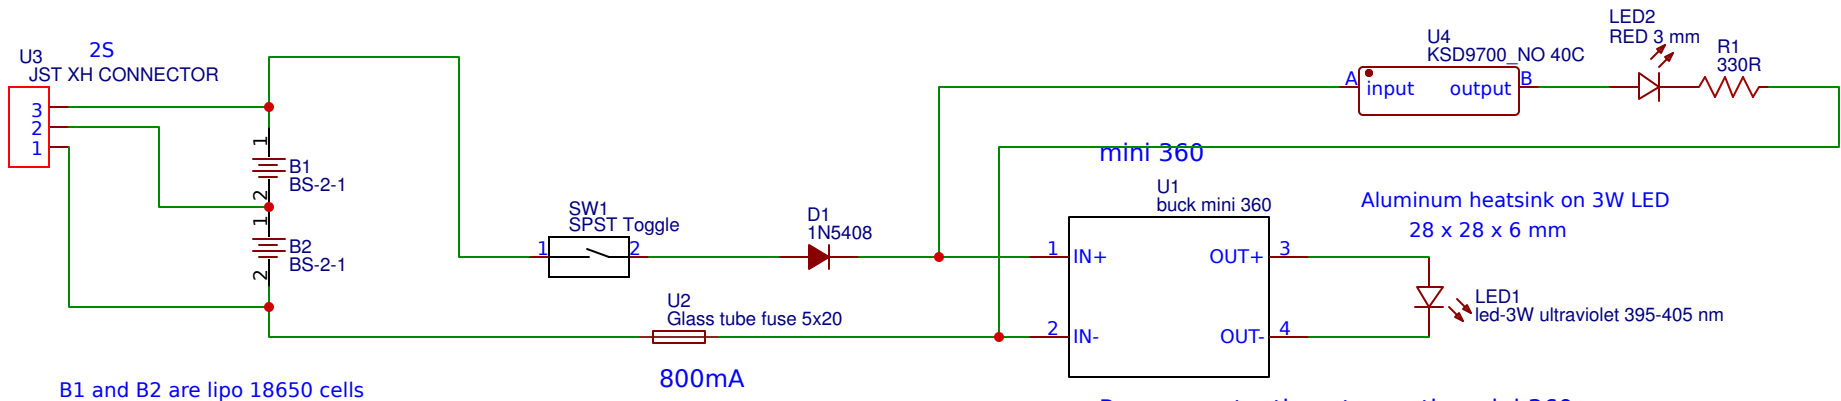 U3
2S
JST XH CONNECTOR
3
2
1
1
B1
BS-2-1
2
1
B2
BS-2-1
2
SW1
SPST Toggle
1
2
D1
1N5408
U2
Glass tube fuse 5x20
800mA
B1 and B2 are lipo 18650 cells
U4
KSD9700_NO 40C
A
input
output
B
LED2
RED 3 mm
R1
330R
mini 360
U1
buck mini 360
1
IN+
OUT+
3
2
IN-
OUT-
4
Aluminum heatsink on 3W LED
28 x 28 x 6 mm
LED1
led-3W ultraviolet 395-405 nm